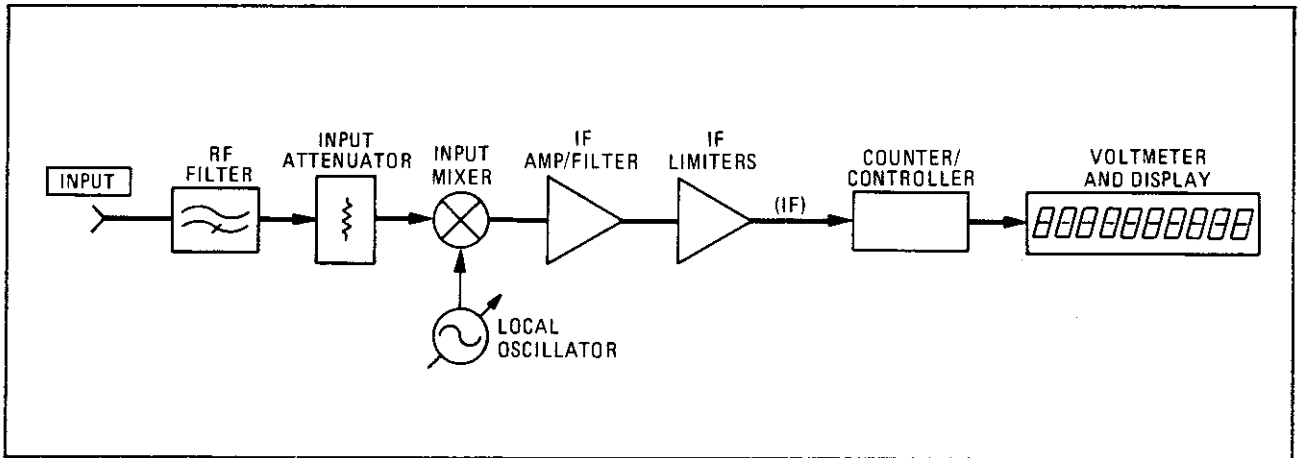 INPUT
RF
FILTER
INPUT
ATTENUATOR
INPUT
MIXER
LOCAL
OSCILLATOR
IF
AMP/FILTER
IF
LIMITERS
(IF)
COUNTER/
CONTROLLER
VOLTMETER
AND DISPLAY
8888888888